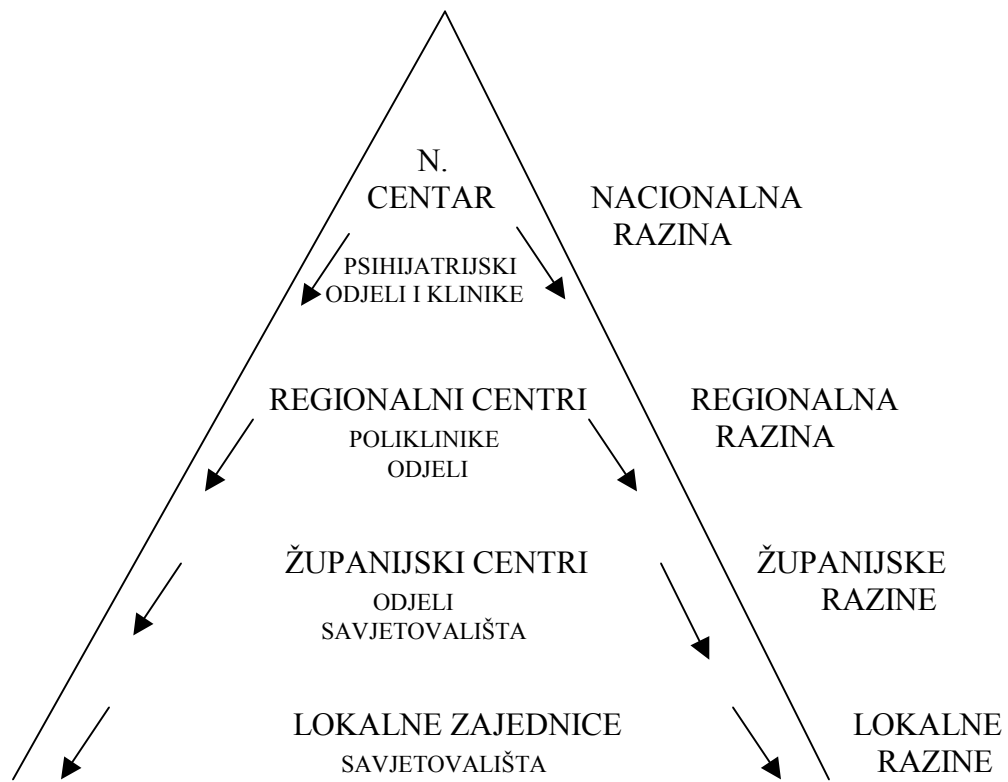 N.
CENTAR
NACIONALNA
RAZINA
PSIHIJATRIJSKI
ODJELI I KLINIKE
REGIONALNI CENTRI
REGIONALNA
RAZINA
POLIKLINIKE
ODJELI
ŽUPANIJSKI CENTRI
ŽUPANIJSKE
RAZINE
ODJELI
SAVJETOVALIŠTA
LOKALNE ZAJEDNICE
LOKALNE
RAZINE
SAVJETOVALIŠTA